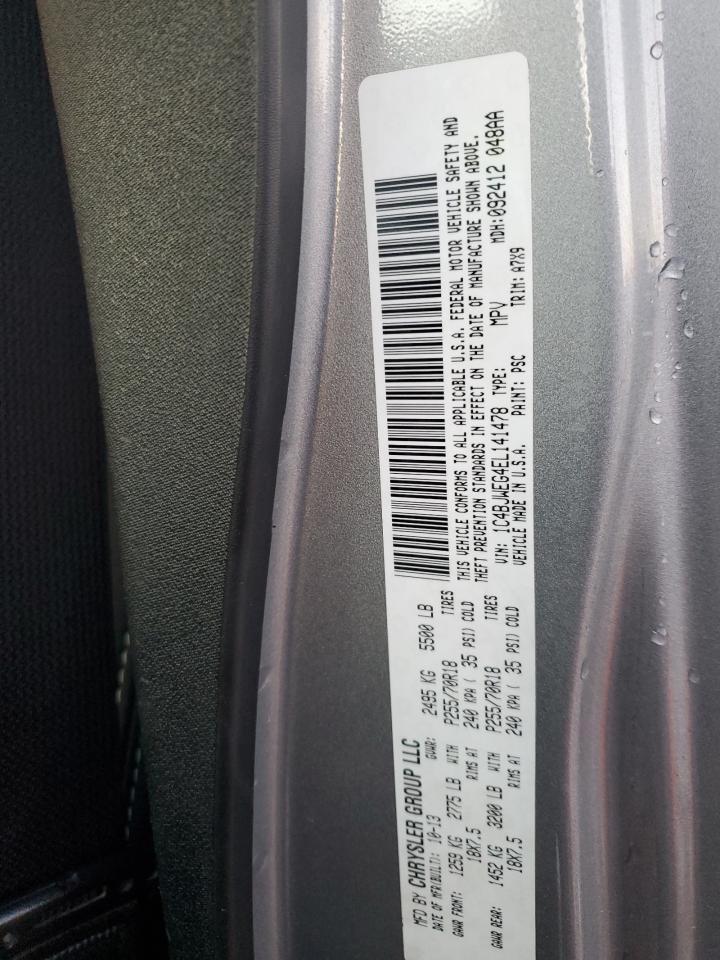 MFD BY CHRYSLER GROUP LLC
DATE OF MFR(BUILT): 10-13 GVWR: 2495 KG 5500 LB
GAWR FRONT: 1259 KG 2775 LB WITH P255/70R18 TIRES
18X7.5 RIMS AT 240 KPA ( 35 PSI) COLD
GAWR REAR: 1452 KG 3200 LB WITH P255/70R18 TIRES
18X7.5 RIMS AT 240 KPA ( 35 PSI) COLD
THIS VEHICLE CONFORMS TO ALL APPLICABLE U.S.A. FEDERAL MOTOR VEHICLE SAFETY AND
THEFT PREVENTION STANDARDS IN EFFECT ON THE DATE OF MANUFACTURE SHOWN ABOVE.
VIN: 1C4BJWEG4EL141478 TYPE: MPV MDH: 092412 048AA
VEHICLE MADE IN U.S.A. PAINT: PSC TRIM: A7X9